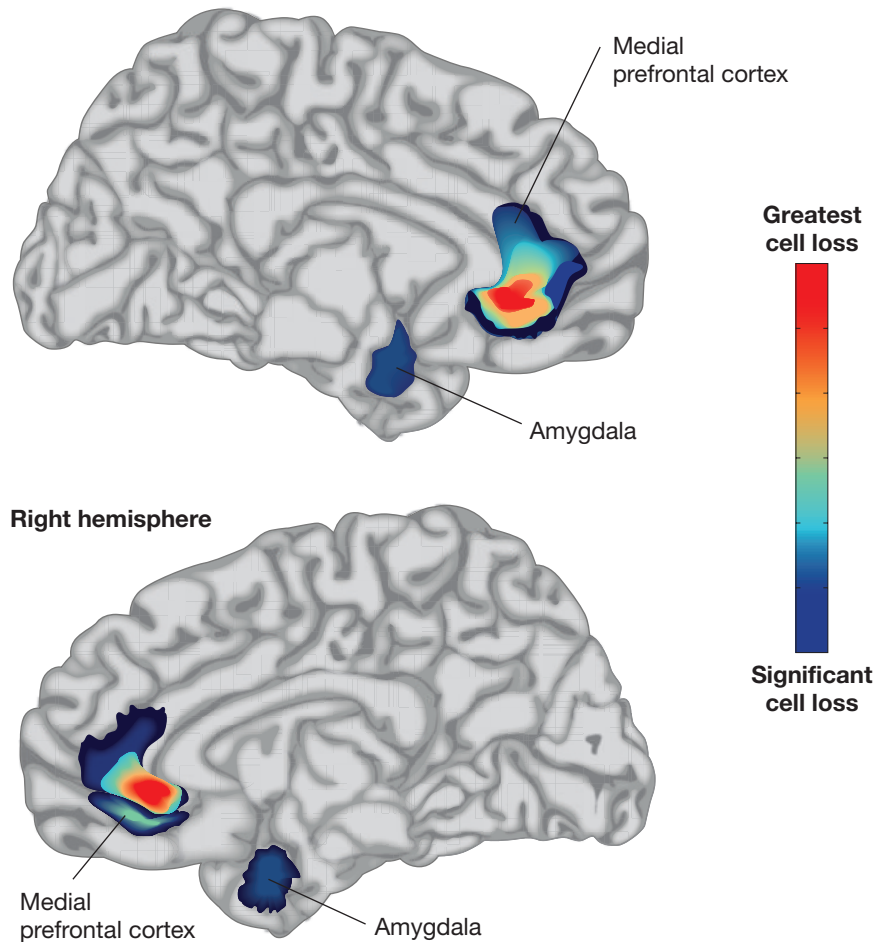 Medial
prefrontal cortex
Greatest
cell loss
Amygdala
Right hemisphere
Significant
cell loss
Medial
prefrontal cortex
Amygdala